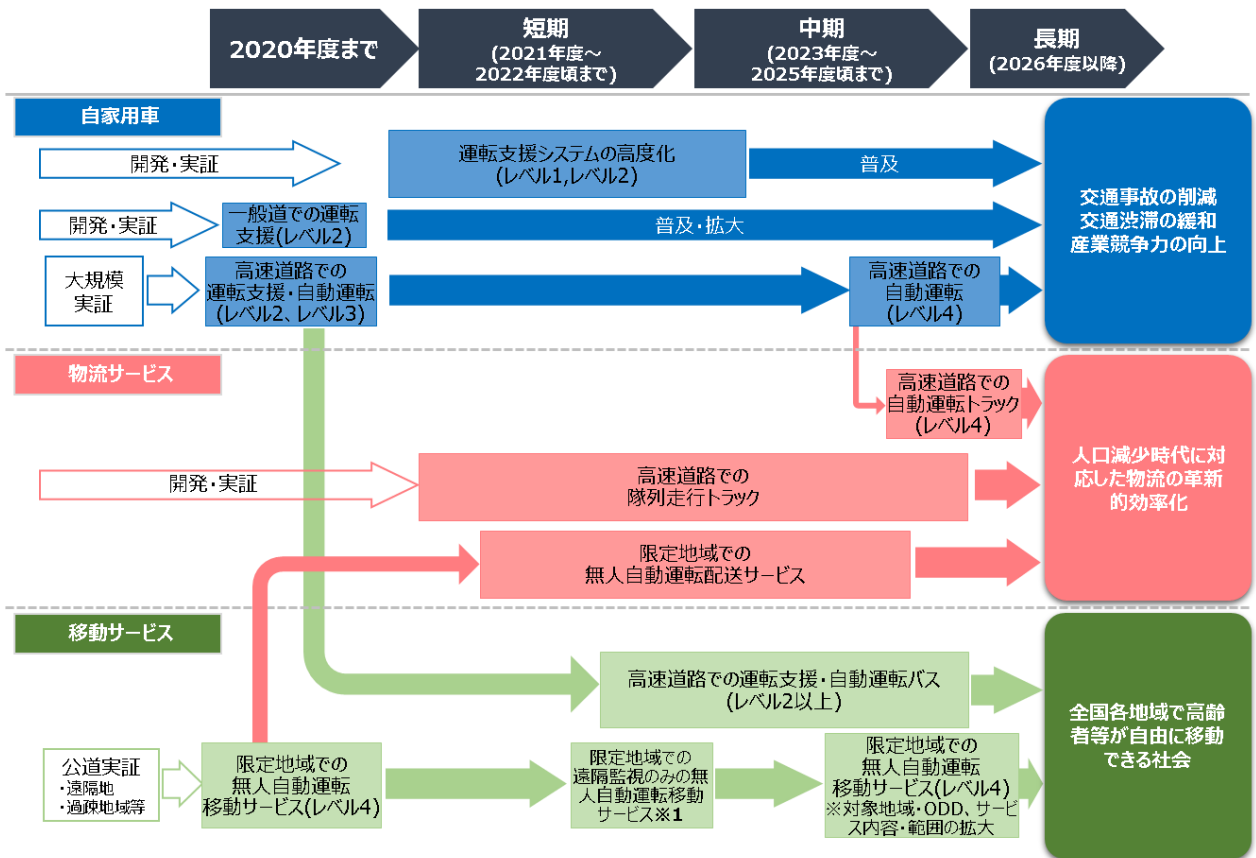 2020年度まで
短期
(2021年度～
2022年度頃まで)
中期
(2023年度～
2025年度頃まで)
長期
(2026年度以降)
自家用車
開発・実証
運転支援システムの高度化
(レベル1,レベル2)
普及
開発・実証
一般道での運転
支援(レベル2)
普及・拡大
大規模
実証
高速道路での
運転支援・自動運転
(レベル2、レベル3)
高速道路での
自動運転
(レベル4)
交通事故の削減
交通渋滞の緩和
産業競争力の向上
物流サービス
高速道路での
自動運転トラック
(レベル4)
開発・実証
高速道路での
隊列走行トラック
限定地域での
無人自動運転配送サービス
人口減少時代に対
応した物流の革新
的効率化
移動サービス
高速道路での運転支援・自動運転バス
(レベル2以上)
公道実証
・遠隔地
・過疎地域等
限定地域での
無人自動運転
移動サービス(レベル4)
限定地域での
遠隔監視のみの無
人自動運転移動
サービス※1
限定地域での
無人自動運転
移動サービス(レベル4)
※対象地域・ODD、サービ
ス内容・範囲の拡大
全国各地域で高齢
者等が自由に移動
できる社会